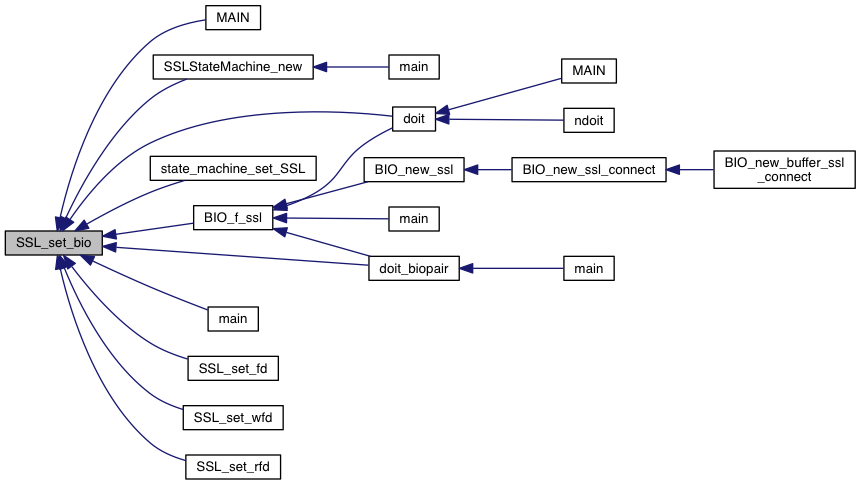 MAIN
SSLStateMachine_new
main
MAIN
doit
ndoit
state_machine_set_SSL
BIO_new_ssl
BIO_new_ssl_connect
BIO_new_buffer_ssl
_connect
BIO_f_ssl
main
SSL_set_bio
doit_biopair
main
main
SSL_set_fd
SSL_set_wfd
SSL_set_rfd